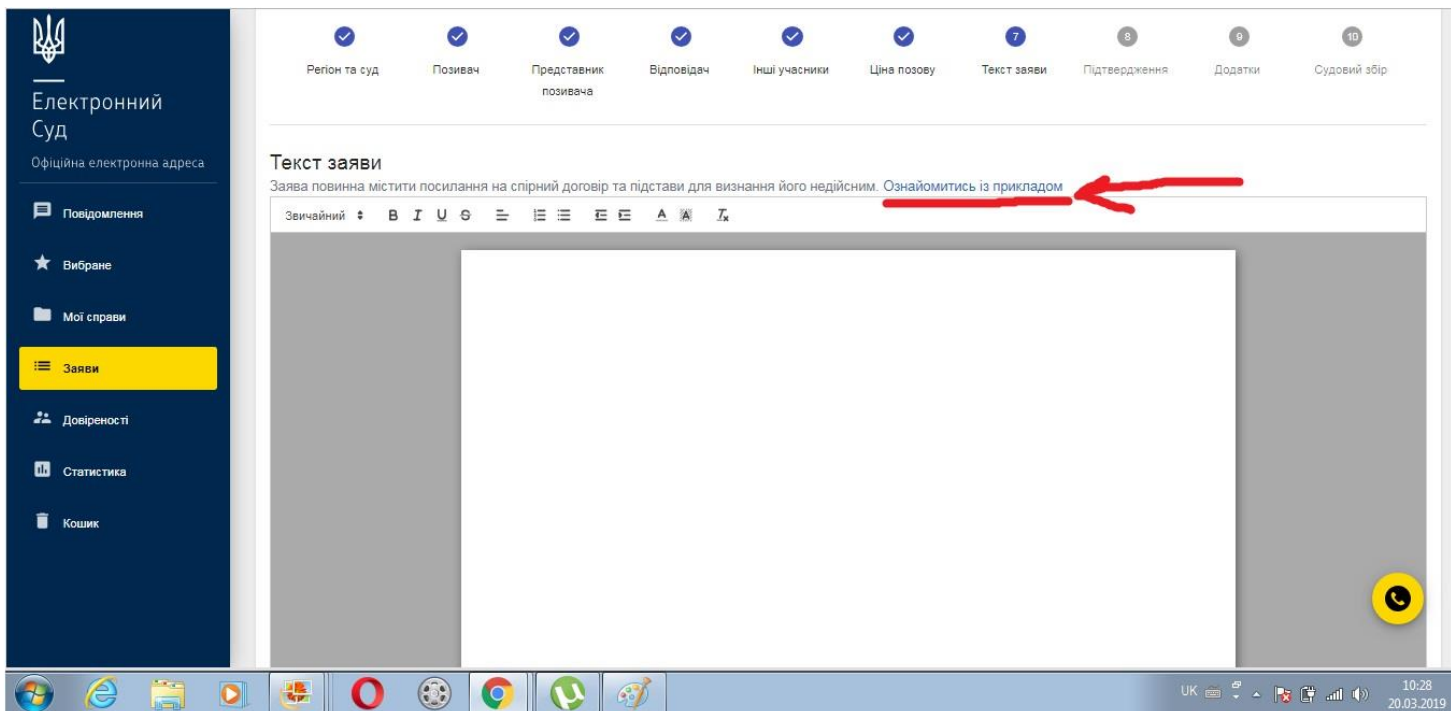 8
9
10
Регіон та суд
Позивач
Представник
позивача
Відповідач
Інші учасники
Ціна позову
7
Текст заяви
Підтвердження
Додатки
Судовий збір
Електронний
Суд
Офіційна електронна адреса
Повідомлення
Вибране
Мої справи
Заяви
Довіреності
Статистика
Кошик
Текст заяви
Заява повинна містити посилання на спірний договір та підстави для визнання його недійсним. Ознайомитись із прикладом
Звичайний B I U S A A Tx
UK
10:28
20.03.2019